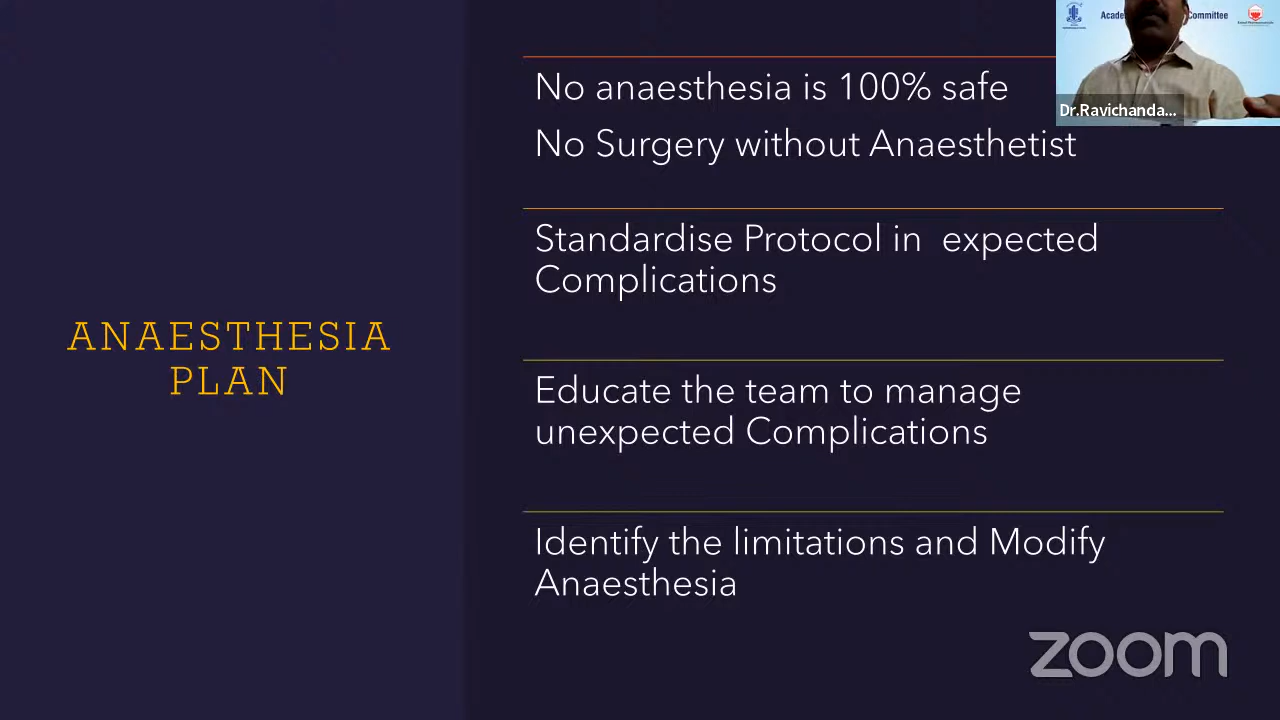 Committee
Dr.Ravichanda...
No anaesthesia is 100% safe
No Surgery without Anaesthetist
Standardise Protocol in expected
Complications
ANAESTHESIA
PLAN
Educate the team to manage
unexpected Complications
Identify the limitations and Modify
Anaesthesia
zoom